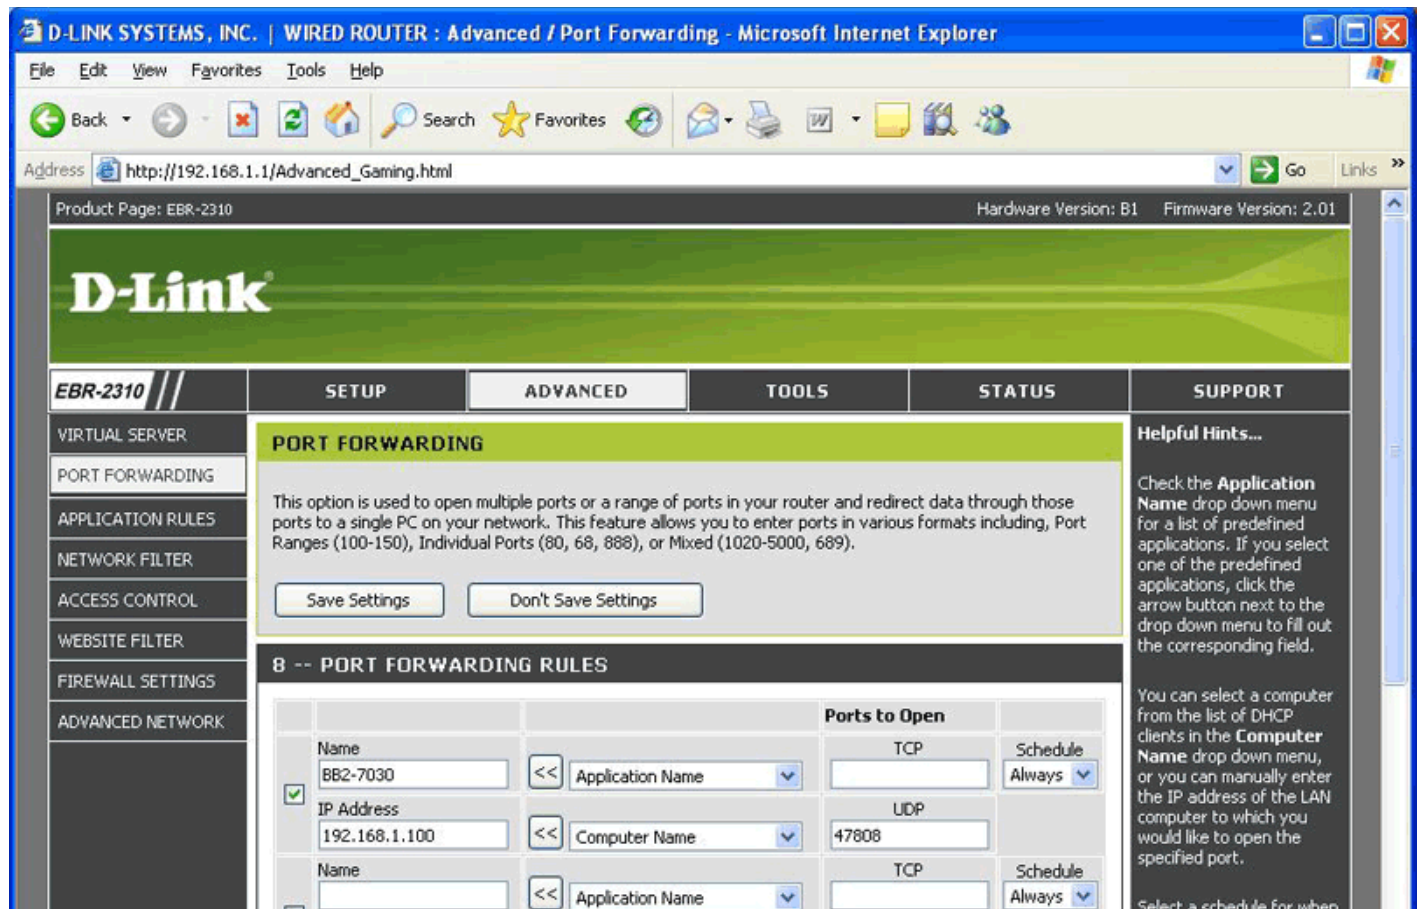 D-LINK SYSTEMS, INC. | WIRED ROUTER : Advanced / Port Forwarding - Microsoft Internet Explorer
File Edit View Favorites Tools Help
Back Search Favorites
Address http://192.168.1.1/Advanced_Gaming.html Go Links »
Product Page: EBR-2310 Hardware Version: B1 Firmware Version: 2.01
D-Link
EBR-2310 SETUP ADVANCED TOOLS STATUS SUPPORT
VIRTUAL SERVER
PORT FORWARDING
APPLICATION RULES
NETWORK FILTER
ACCESS CONTROL
WEBSITE FILTER
FIREWALL SETTINGS
ADVANCED NETWORK
PORT FORWARDING
This option is used to open multiple ports or a range of ports in your router and redirect data through those
ports to a single PC on your network. This feature allows you to enter ports in various formats including, Port
Ranges (100-150), Individual Ports (80, 68, 888), or Mixed (1020-5000, 689).
Save Settings Don't Save Settings
8 -- PORT FORWARDING RULES
Ports to Open
Name TCP Schedule
BB2-7030 << Application Name Always
IP Address UDP
192.168.1.100 << Computer Name 47808
Name TCP Schedule
<< Application Name Always
Helpful Hints...
Check the Application
Name drop down menu
for a list of predefined
applications. If you select
one of the predefined
applications, click the
arrow button next to the
drop down menu to fill out
the corresponding field.
You can select a computer
from the list of DHCP
clients in the Computer
Name drop down menu,
or you can manually enter
the IP address of the LAN
computer to which you
would like to open the
specified port.
Select a schedule for when